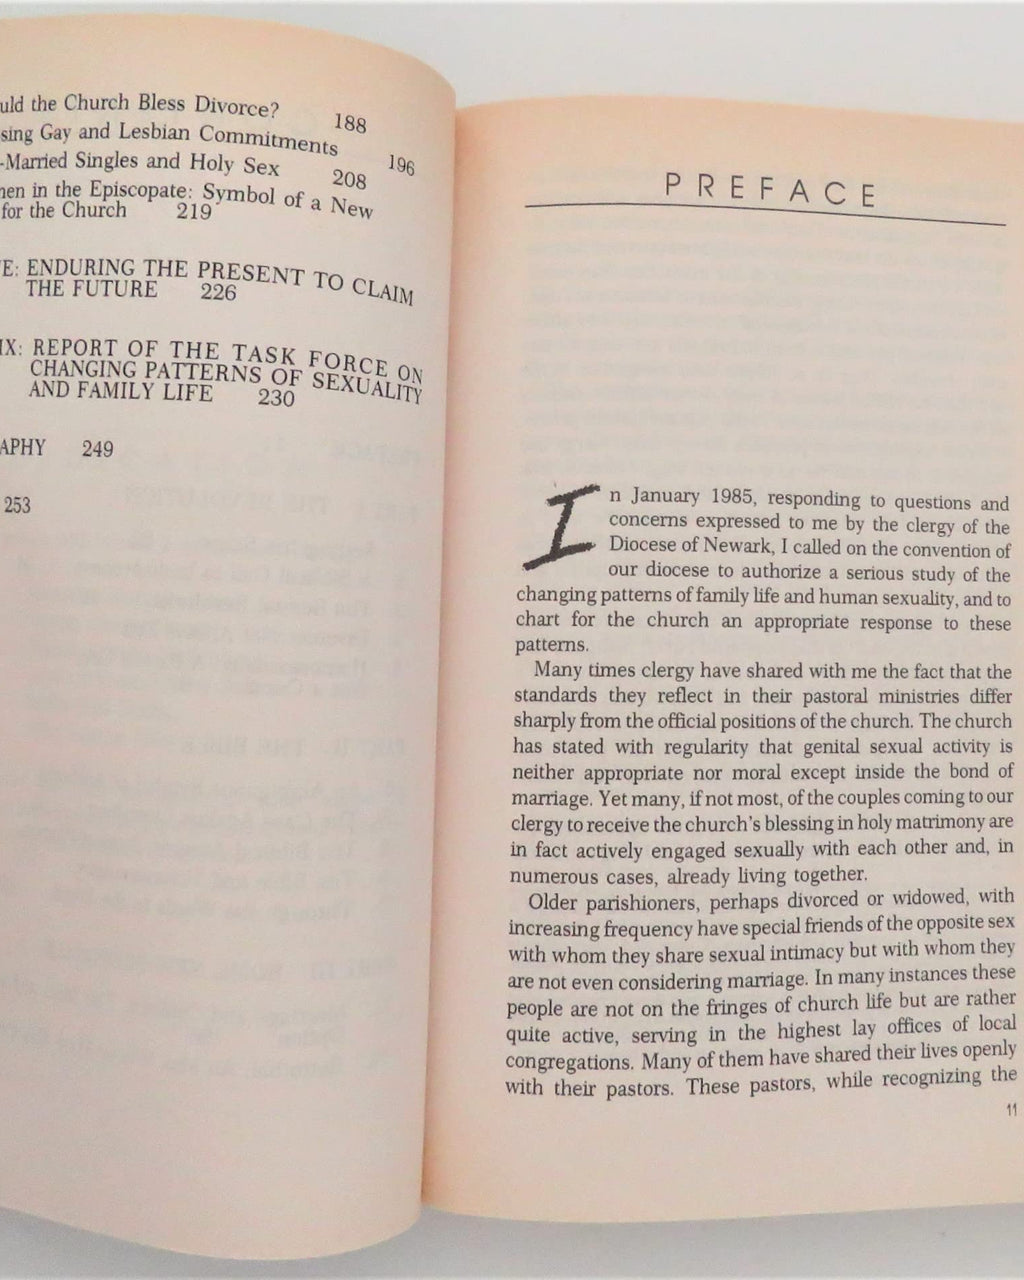 uld the Church Bless Divorce? 188
sing Gay and Lesbian Commitments 196
-Married Singles and Holy Sex 208
nen in the Episcopate: Symbol of a New
for the Church 219
E: ENDURING THE PRESENT TO CLAIM
THE FUTURE 226
IX: REPORT OF THE TASK FORCE ON
CHANGING PATTERNS OF SEXUALITY
AND FAMILY LIFE 230
APHY 249
253
PREFACE
In January 1985, responding to questions and
concerns expressed to me by the clergy of the
Diocese of Newark, I called on the convention of
our diocese to authorize a serious study of the
changing patterns of family life and human sexuality, and to
chart for the church an appropriate response to these
patterns.
Many times clergy have shared with me the fact that the
standards they reflect in their pastoral ministries differ
sharply from the official positions of the church. The church
has stated with regularity that genital sexual activity is
neither appropriate nor moral except inside the bond of
marriage. Yet many, if not most, of the couples coming to our
clergy to receive the church's blessing in holy matrimony are
in fact actively engaged sexually with each other and, in
numerous cases, already living together.
Older parishioners, perhaps divorced or widowed, with
increasing frequency have special friends of the opposite sex
with whom they share sexual intimacy but with whom they
are not even considering marriage. In many instances these
people are not on the fringes of church life but are rather
quite active, serving in the highest lay offices of local
congregations. Many of them have shared their lives openly
with their pastors. These pastors, while recognizing the
11